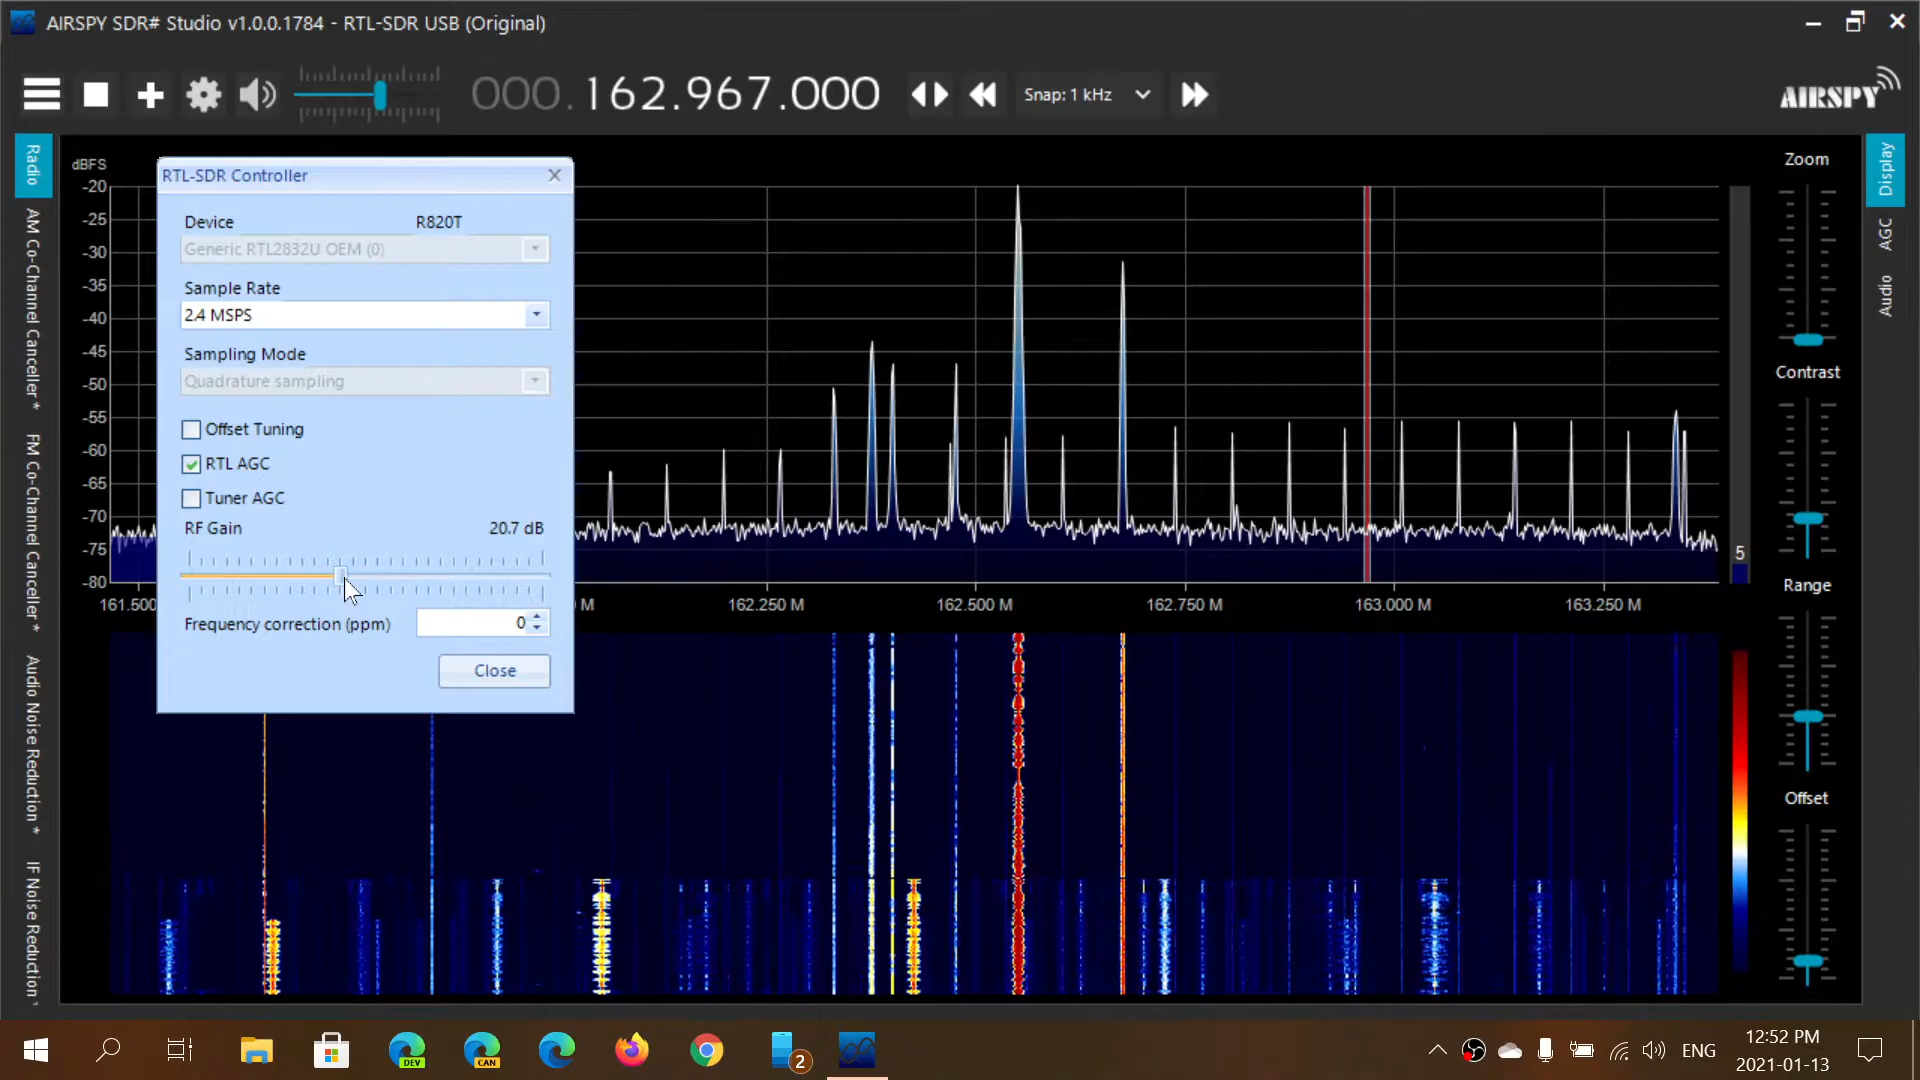 AIRSPY SDR# Studio v1.0.0.1784 - RTL-SDR USB (Original)
000.162.967.000
Snap: 1 kHz
AIRSPY
Radio
AM Co-Channel Canceller *
FM Co-Channel Canceller *
Audio Noise Reduction *
IF Noise Reduction *
dBFS
-20
-25
-30
-35
-40
-45
-50
-55
-60
-65
-70
-75
-80
RTL-SDR Controller
Device R820T
Generic RTL2832U OEM (0)
Sample Rate
2.4 MSPS
Sampling Mode
Quadrature sampling
Offset Tuning
RTL AGC
Tuner AGC
RF Gain 20.7 dB
Frequency correction (ppm) 0
Close
161.500 M 162.250 M 162.500 M 162.750 M 163.000 M 163.250 M
5
Zoom
Contrast
Range
Offset
Display
AGC
Audio
DEV
CAN
2
ENG
12:52 PM
2021-01-13